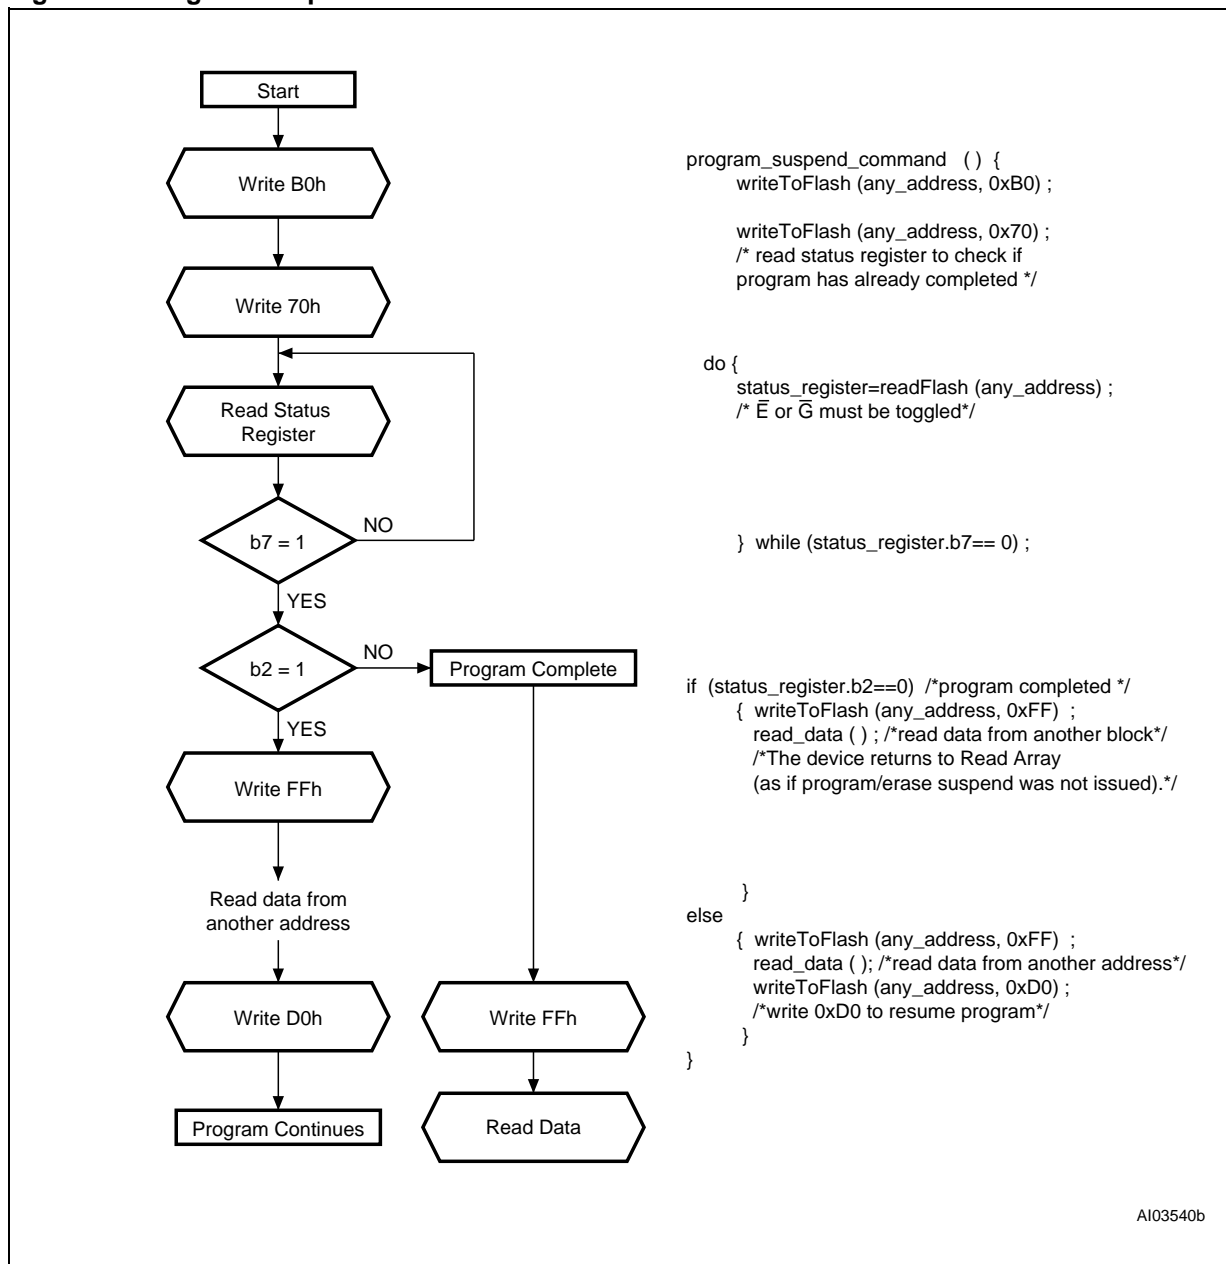 Start
Write B0h
Write 70h
Read Status
Register
b7 = 1
NO
YES
b2 = 1
NO
Program Complete
YES
Write FFh
Read data from
another address
Write D0h
Write FFh
Program Continues
Read Data
program_suspend_command ( ) {
writeToFlash (any_address, 0xB0) ;
writeToFlash (any_address, 0x70) ;
/* read status register to check if
program has already completed */
do {
status_register=readFlash (any_address) ;
/* E̅ or G̅ must be toggled*/
} while (status_register.b7== 0) ;
if (status_register.b2==0) /*program completed */
{ writeToFlash (any_address, 0xFF) ;
read_data ( ) ; /*read data from another block*/
/*The device returns to Read Array
(as if program/erase suspend was not issued).*/
}
else
{ writeToFlash (any_address, 0xFF) ;
read_data ( ); /*read data from another address*/
writeToFlash (any_address, 0xD0) ;
/*write 0xD0 to resume program*/
}
}
AI03540b